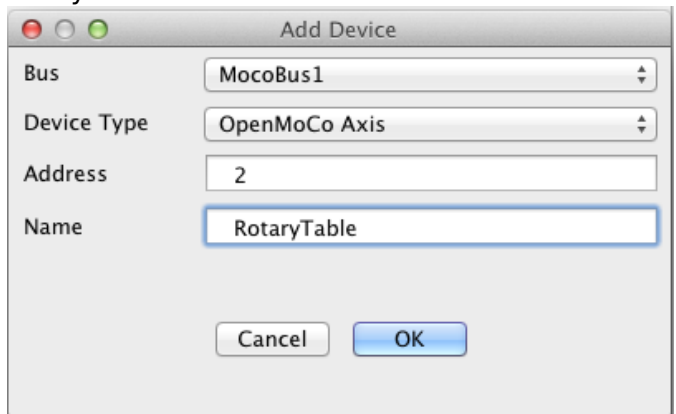 Add Device
Bus MocoBus1
Device Type OpenMoCo Axis
Address 2
Name RotaryTable
Cancel OK